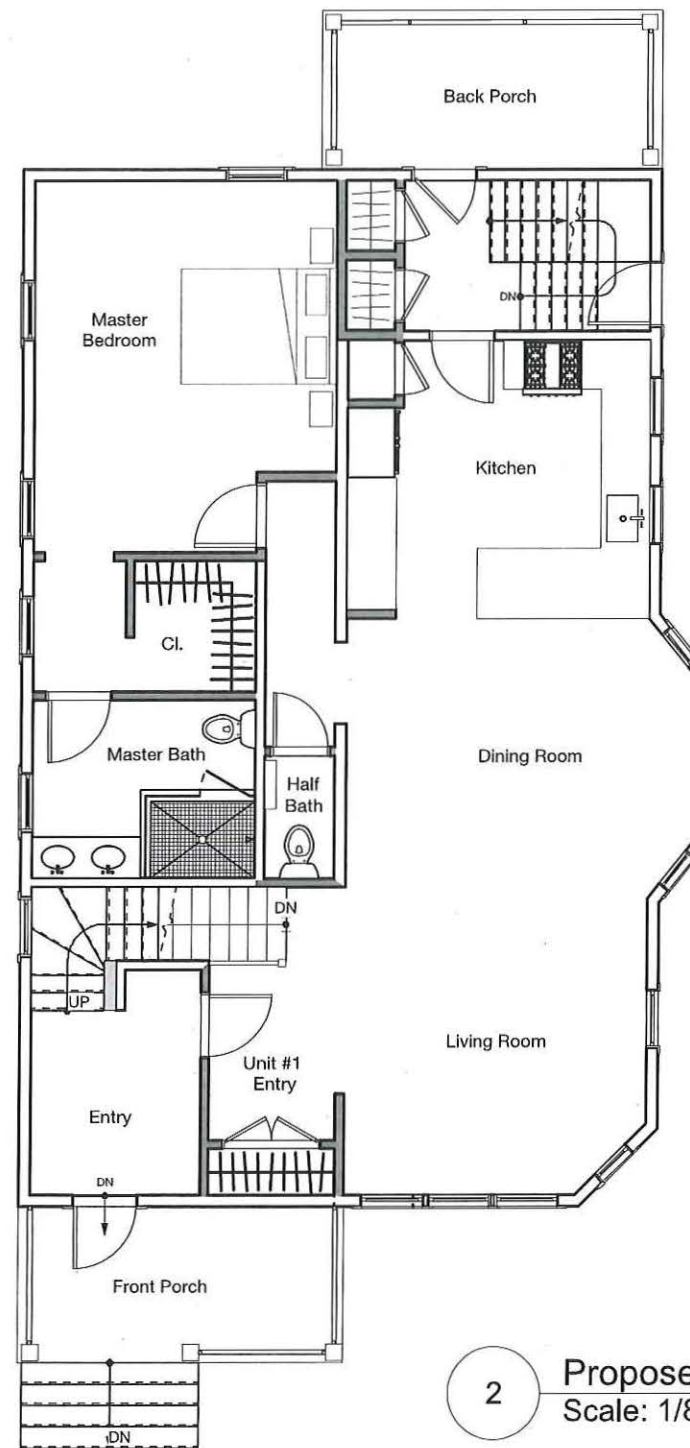 Back Porch
Master
Bedroom
DN
Kitchen
Cl.
Master Bath
Half
Bath
Dining Room
DN
UP
Unit #1
Entry
Living Room
Entry
DN
Front Porch
DN
2
Propose
Scale: 1/8